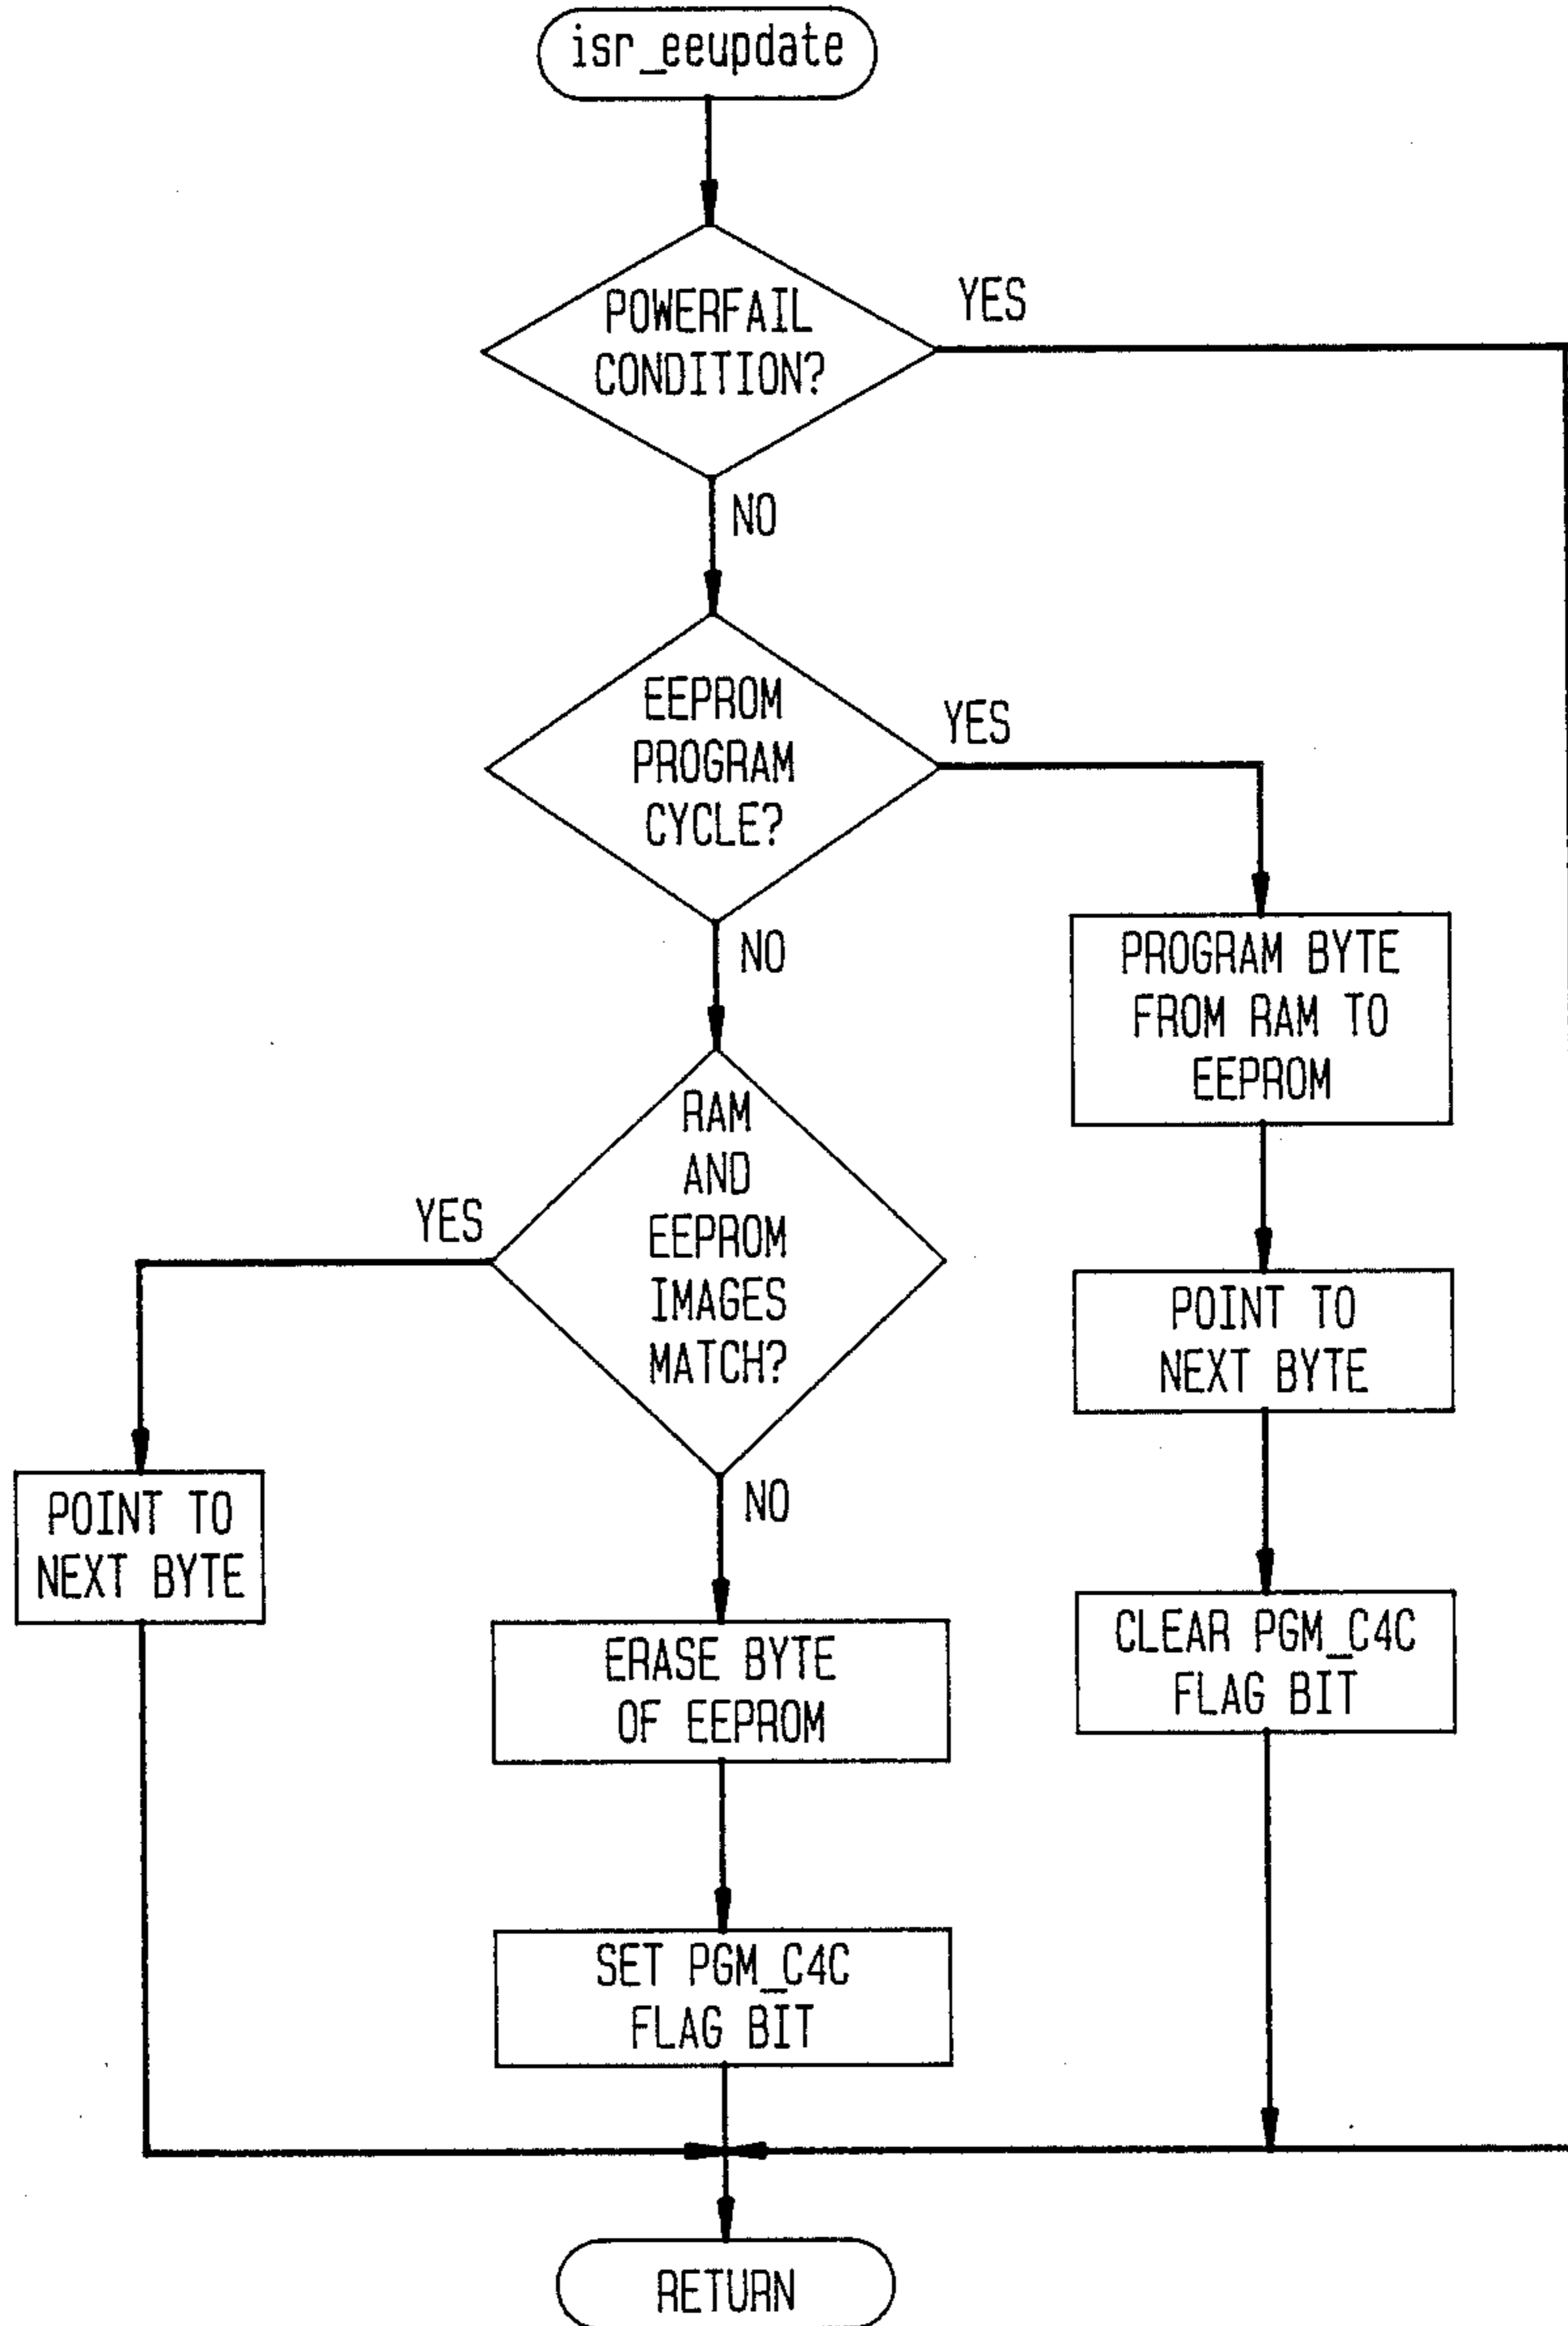 isr_eeupdate
POWERFAIL
CONDITION?
YES
NO
EEPROM
PROGRAM
CYCLE?
YES
NO
PROGRAM BYTE
FROM RAM TO
EEPROM
RAM
AND
EEPROM
IMAGES
MATCH?
YES
NO
POINT TO
NEXT BYTE
POINT TO
NEXT BYTE
ERASE BYTE
OF EEPROM
CLEAR PGM_C4C
FLAG BIT
SET PGM_C4C
FLAG BIT
RETURN